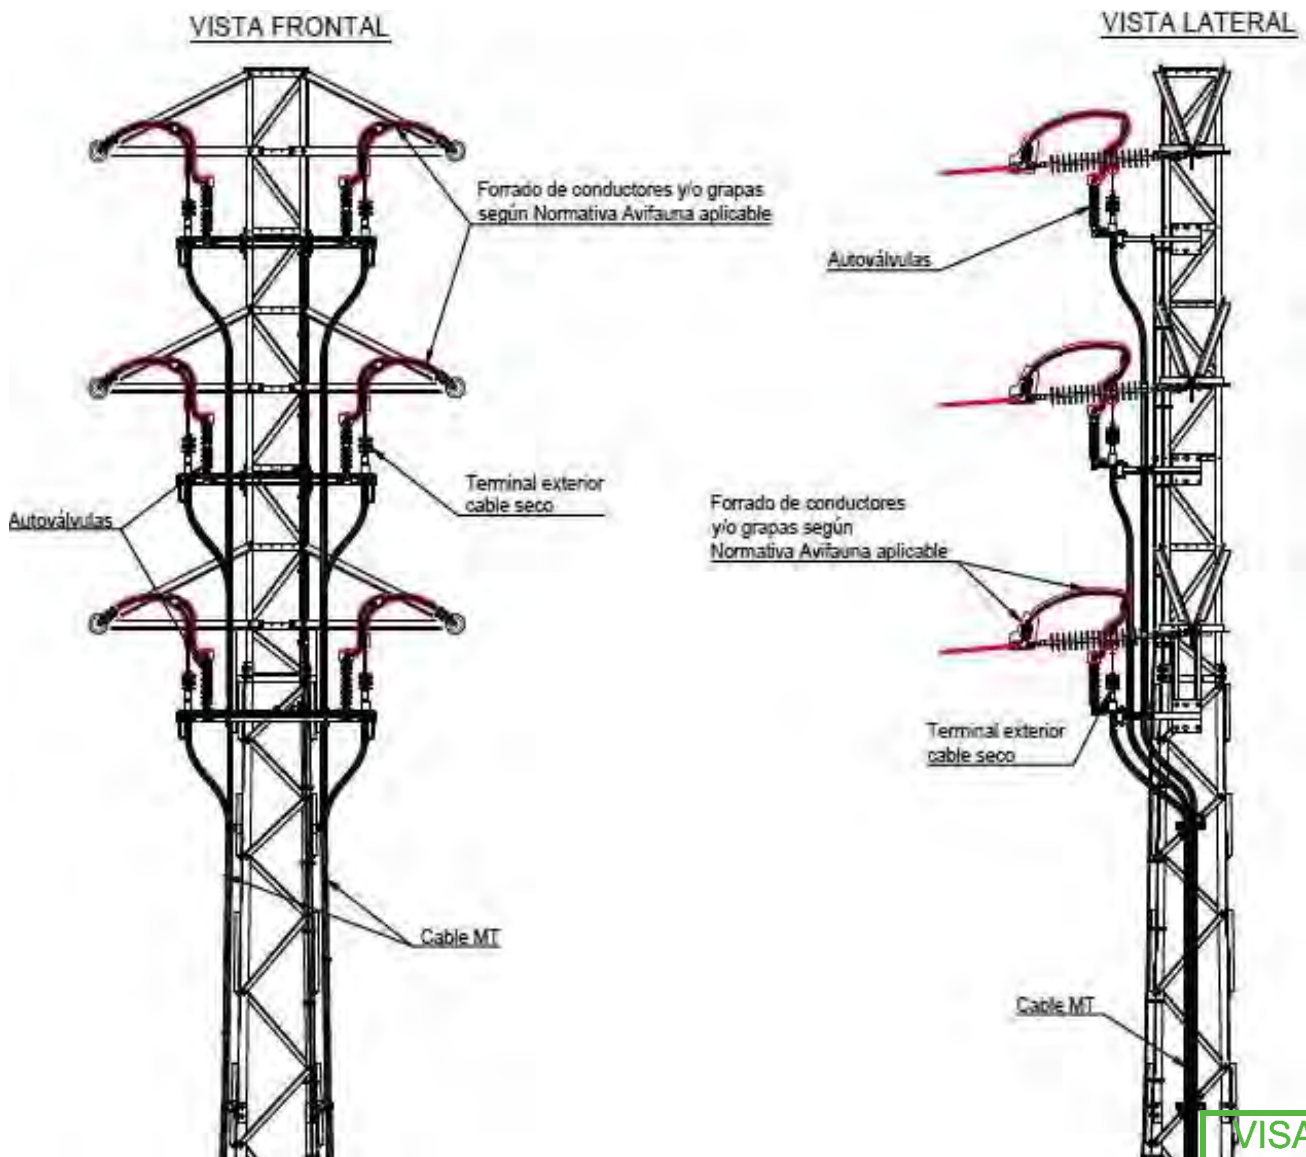 VISTA FRONTAL
VISTA LATERAL
Forrado de conductores y/o grapas
según Normativa Avifauna aplicable
Autoválvulas
Terminal exterior
cable seco
Autoválvulas
Forrado de conductores
y/o grapas según
Normativa Avifauna aplicable
Terminal exterior
cable seco
Cable MT
Cable MT
VISA